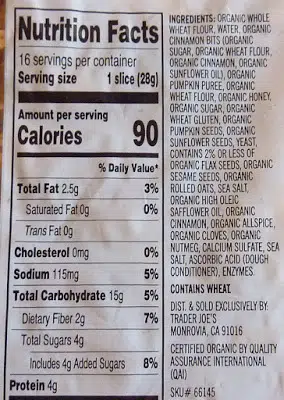 Nutrition Facts
16 servings per container
Serving size 1 slice (28g)
Amount per serving
Calories 90
% Daily Value*
Total Fat 2.5g 3%
Saturated Fat 0g 0%
Trans Fat 0g
Cholesterol 0mg 0%
Sodium 115mg 5%
Total Carbohydrate 15g 5%
Dietary Fiber 2g 7%
Total Sugars 4g
Includes 4g Added Sugars 8%
Protein 4g
INGREDIENTS: ORGANIC WHOLE
WHEAT FLOUR, WATER, ORGANIC
CINNAMON BITS (ORGANIC
SUGAR, ORGANIC WHEAT FLOUR,
ORGANIC CINNAMON, ORGANIC
SUNFLOWER OIL), ORGANIC
PUMPKIN PUREE, ORGANIC
WHEAT FLOUR, ORGANIC HONEY,
ORGANIC SUGAR, ORGANIC
WHEAT GLUTEN, ORGANIC
PUMPKIN SEEDS, ORGANIC
SUNFLOWER SEEDS, YEAST,
CONTAINS 2% OR LESS OF
ORGANIC FLAX SEEDS, ORGANIC
SESAME SEEDS, ORGANIC
ROLLED OATS, SEA SALT,
ORGANIC HIGH OLEIC
SAFFLOWER OIL, ORGANIC
CINNAMON, ORGANIC ALLSPICE,
ORGANIC CLOVES, ORGANIC
NUTMEG, CALCIUM SULFATE, SEA
SALT, ASCORBIC ACID (DOUGH
CONDITIONER), ENZYMES.
CONTAINS WHEAT.
DIST. & SOLD EXCLUSIVELY BY:
TRADER JOE'S
MONROVIA, CA 91016
CERTIFIED ORGANIC BY QUALITY
ASSURANCE INTERNATIONAL
(QAI)
SKU# 66145